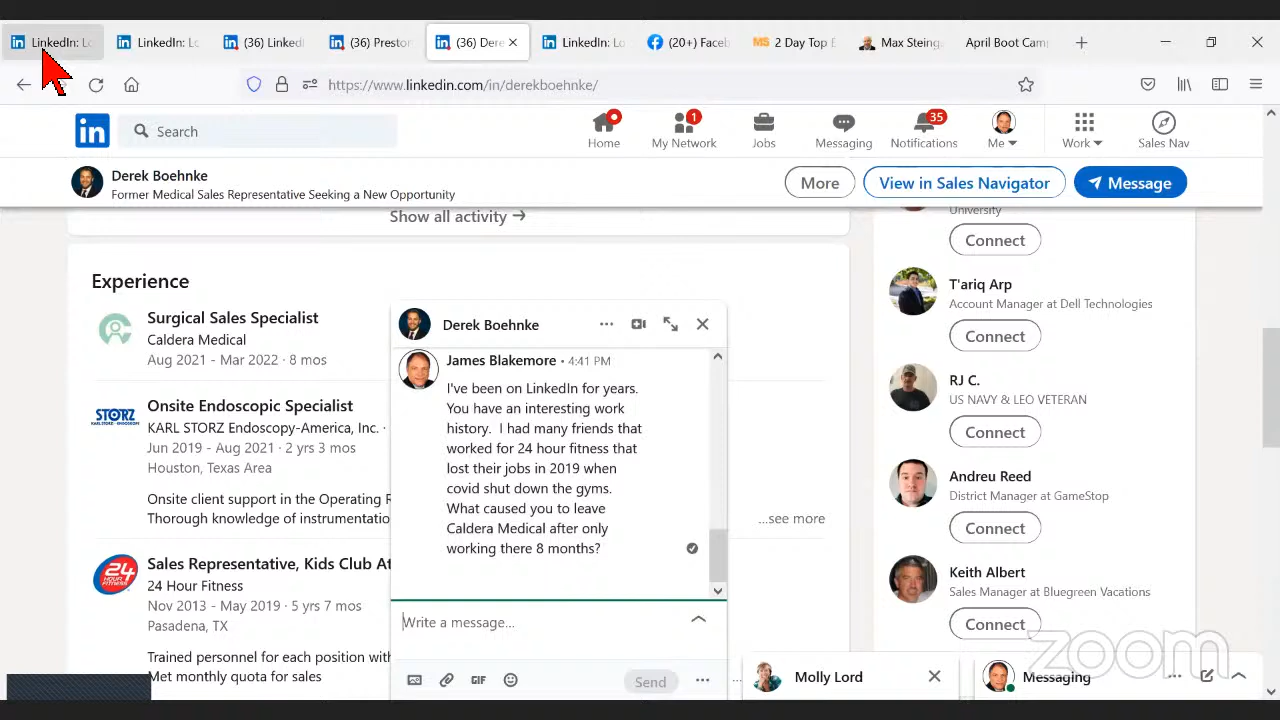 LinkedIn: Lo
LinkedIn: Lo
(36) Linkedl
(36) Preston
(36) Dere
LinkedIn: Lo
(20+) Faceb
MS 2 Day Top E
Max Steing
April Boot Cam
https://www.linkedin.com/in/derekboehnke/
in
Search
Home
My Network
1
Jobs
Messaging
Notifications
35
Me
Work
Sales Nav
Derek Boehnke
Former Medical Sales Representative Seeking a New Opportunity
More
View in Sales Navigator
Message
Show all activity →
Experience
Surgical Sales Specialist
Caldera Medical
Aug 2021 - Mar 2022 · 8 mos
STORZ
KARL STORZ-ENDOSKOPE
Onsite Endoscopic Specialist
KARL STORZ Endoscopy-America, Inc. ·
Jun 2019 - Aug 2021 · 2 yrs 3 mos
Houston, Texas Area
Onsite client support in the Operating R
Thorough knowledge of instrumentatio
...see more
24 HOUR FITNESS
Sales Representative, Kids Club At
24 Hour Fitness
Nov 2013 - May 2019 · 5 yrs 7 mos
Pasadena, TX
Trained personnel for each position with
Met monthly quota for sales
Derek Boehnke
James Blakemore • 4:41 PM
I've been on LinkedIn for years.
You have an interesting work
history. I had many friends that
worked for 24 hour fitness that
lost their jobs in 2019 when
covid shut down the gyms.
What caused you to leave
Caldera Medical after only
working there 8 months?
Write a message...
GIF
Send
University
Connect
T'ariq Arp
Account Manager at Dell Technologies
Connect
RJ C.
US NAVY & LEO VETERAN
Connect
Andreu Reed
District Manager at GameStop
Connect
Keith Albert
Sales Manager at Bluegreen Vacations
Connect
zoom
Molly Lord
Messaging